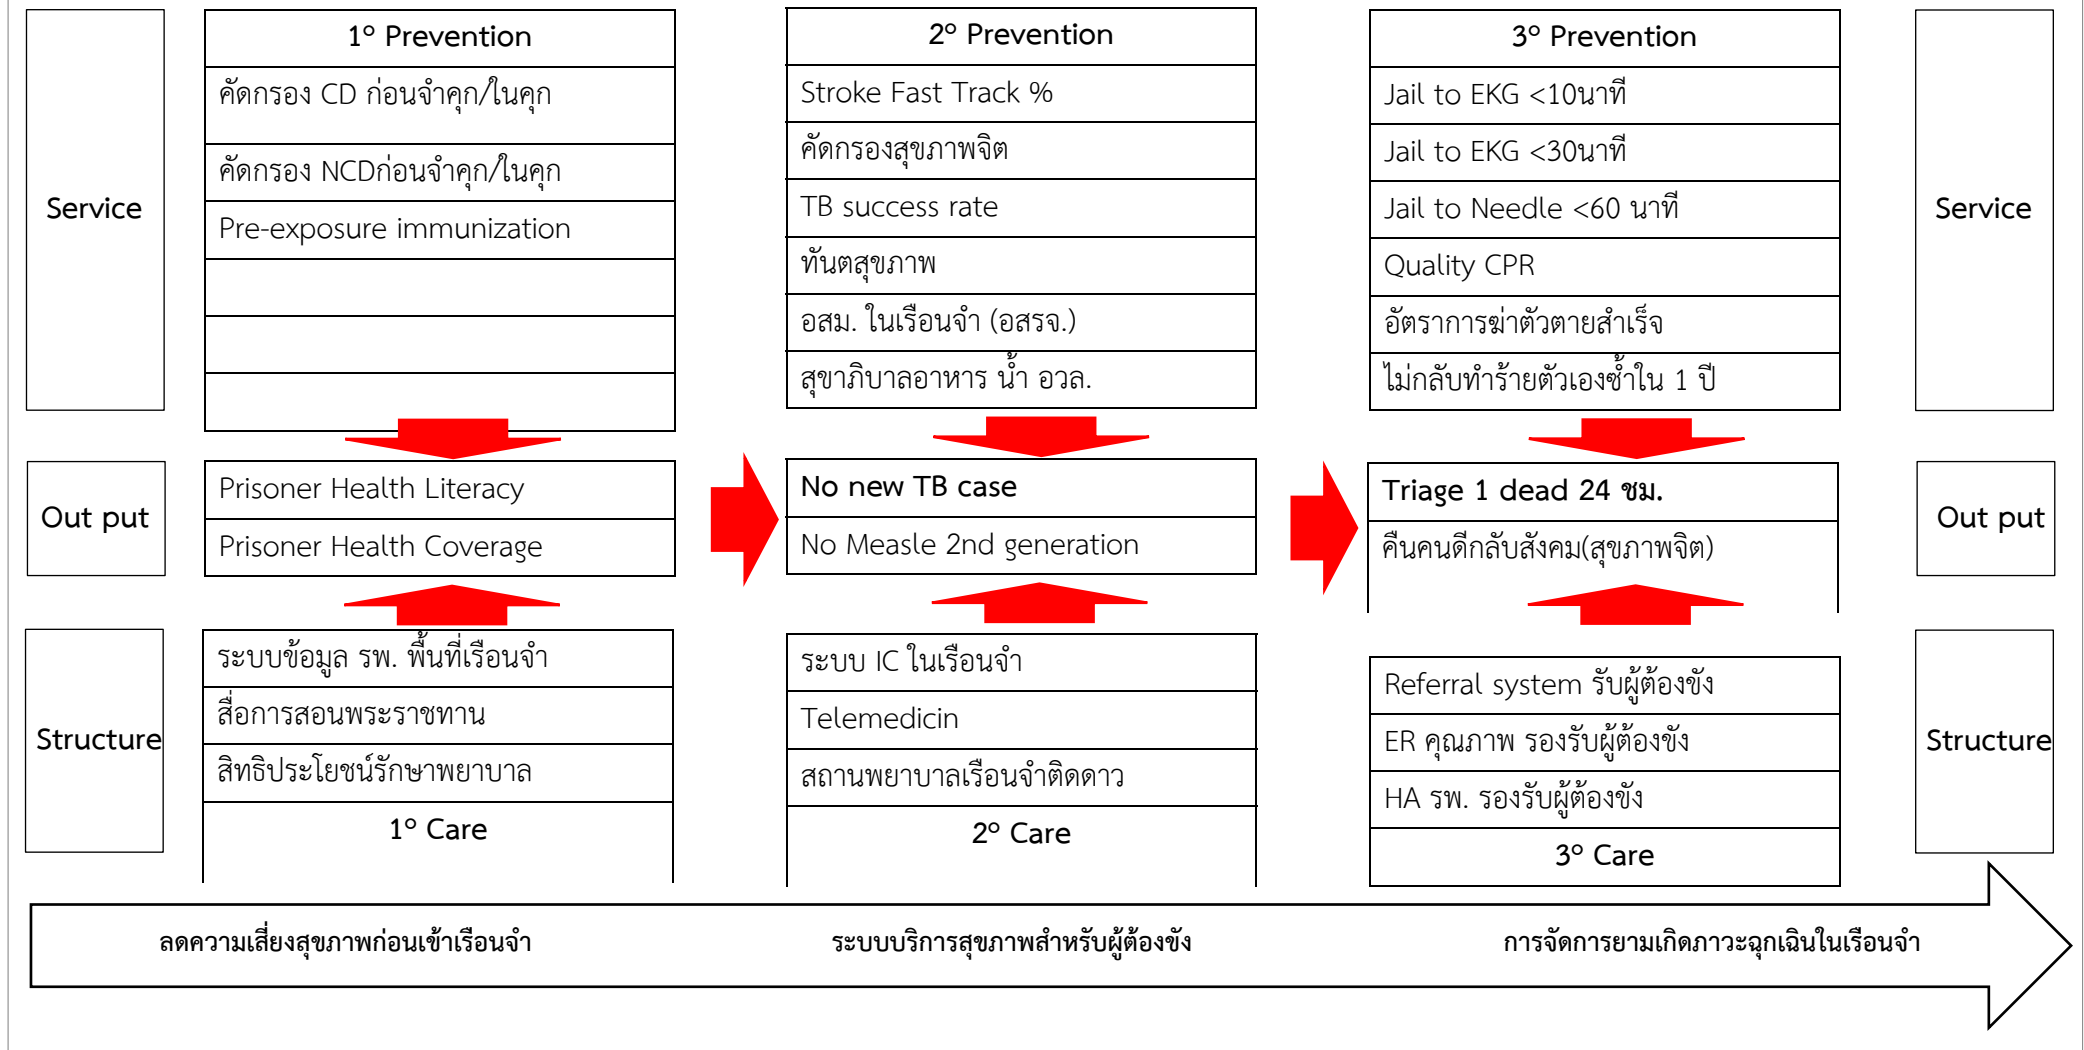 Service
1° Prevention
คัดกรอง CD ก่อนจำคุก/ในคุก
คัดกรอง NCDก่อนจำคุก/ในคุก
Pre-exposure immunization
2° Prevention
Stroke Fast Track %
คัดกรองสุขภาพจิต
TB success rate
ทันตสุขภาพ
อสม. ในเรือนจำ (อสรจ.)
สุขาภิบาลอาหาร น้ำ อวล.
3° Prevention
Jail to EKG <10นาที
Jail to EKG <30นาที
Jail to Needle <60 นาที
Quality CPR
อัตราการฆ่าตัวตายสำเร็จ
ไม่กลับทำร้ายตัวเองซ้ำใน 1 ปี
Service
Out put
Prisoner Health Literacy
Prisoner Health Coverage
No new TB case
No Measle 2nd generation
Triage 1 dead 24 ชม.
คืนคนดีกลับสังคม(สุขภาพจิต)
Out put
Structure
ระบบข้อมูล รพ. พื้นที่เรือนจำ
สื่อการสอนพระราชทาน
สิทธิประโยชน์รักษาพยาบาล
1° Care
ระบบ IC ในเรือนจำ
Telemedicin
สถานพยาบาลเรือนจำติดดาว
2° Care
Referral system รับผู้ต้องขัง
ER คุณภาพ รองรับผู้ต้องขัง
HA รพ. รองรับผู้ต้องขัง
3° Care
Structure
ลดความเสี่ยงสุขภาพก่อนเข้าเรือนจำ
ระบบบริการสุขภาพสำหรับผู้ต้องขัง
การจัดการยามเกิดภาวะฉุกเฉินในเรือนจำ